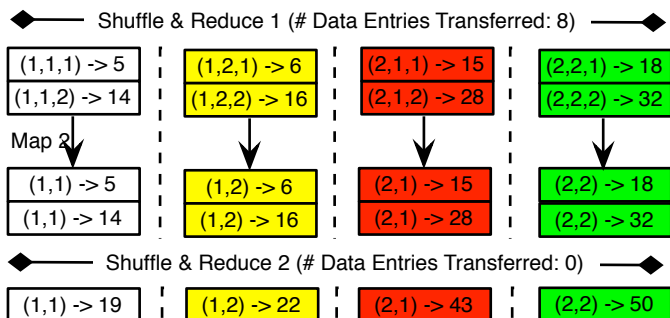 Shuffle & Reduce 1 (# Data Entries Transferred: 8)
(1,1,1) -> 5 (1,2,1) -> 6 (2,1,1) -> 15 (2,2,1) -> 18
(1,1,2) -> 14 (1,2,2) -> 16 (2,1,2) -> 28 (2,2,2) -> 32
Map 2
(1,1) -> 5 (1,2) -> 6 (2,1) -> 15 (2,2) -> 18
(1,1) -> 14 (1,2) -> 16 (2,1) -> 28 (2,2) -> 32
Shuffle & Reduce 2 (# Data Entries Transferred: 0)
(1,1) -> 19 (1,2) -> 22 (2,1) -> 43 (2,2) -> 50